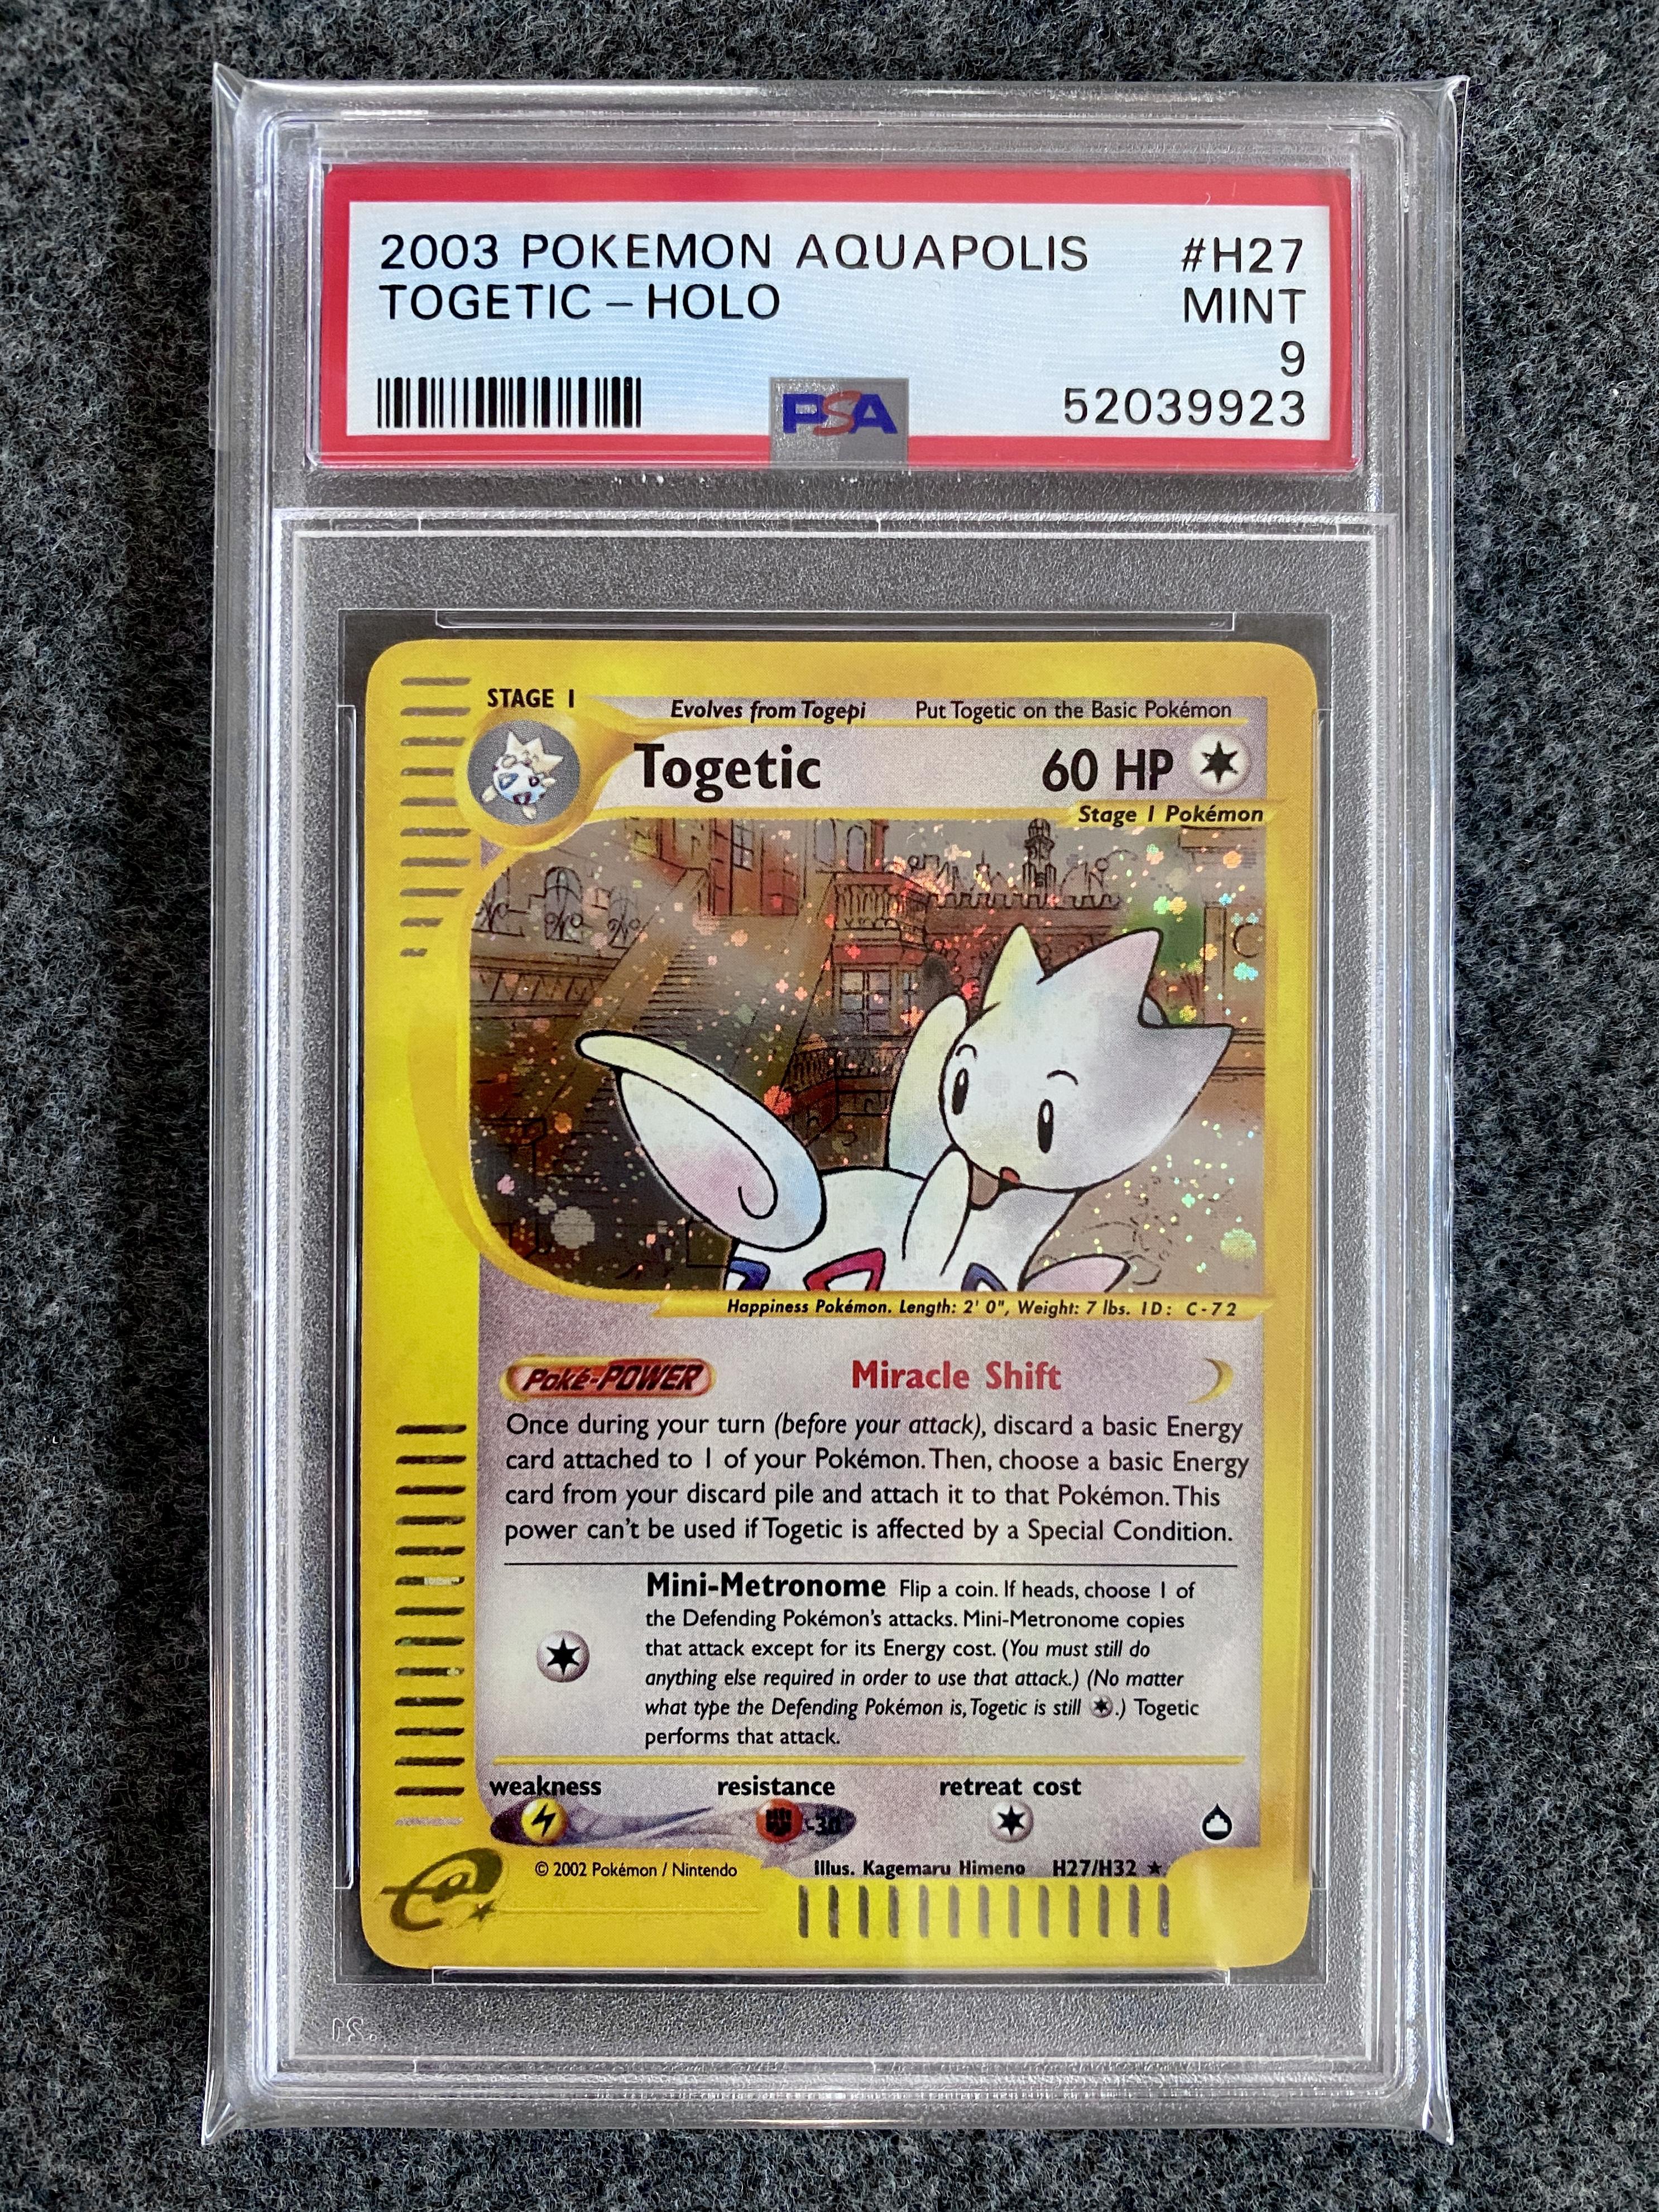 2003 POKEMON AQUAPOLIS #H27
TOGETIC – HOLO MINT
9
PSA 52039923
STAGE 1
Evolves from Togepi Put Togetic on the Basic Pokémon
Togetic 60 HP
Stage 1 Pokémon
Happiness Pokémon. Length: 2' 0", Weight: 7 lbs. ID: C-72
Poké-POWER Miracle Shift
Once during your turn (before your attack), discard a basic Energy
card attached to 1 of your Pokémon. Then, choose a basic Energy
card from your discard pile and attach it to that Pokémon. This
power can't be used if Togetic is affected by a Special Condition.
Mini-Metronome Flip a coin. If heads, choose 1 of
the Defending Pokémon's attacks. Mini-Metronome copies
that attack except for its Energy cost. (You must still do
anything else required in order to use that attack.) (No matter
what type the Defending Pokémon is, Togetic is still .) Togetic
performs that attack.
weakness resistance retreat cost
-30
© 2002 Pokémon / Nintendo Illus. Kagemaru Himeno H27/H32 ★
e